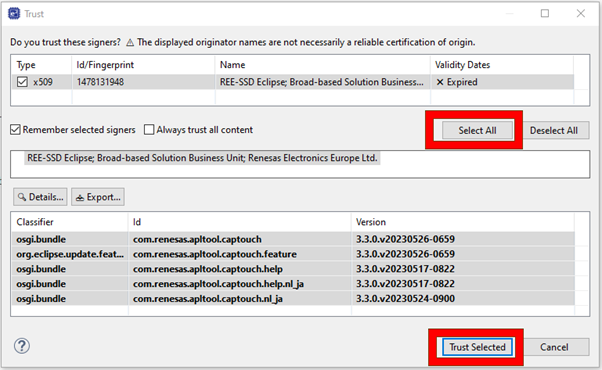 Trust
Do you trust these signers? ⚠ The displayed originator names are not necessarily a reliable certification of origin.
Type Id/Fingerprint Name Validity Dates
x509 1478131948 REE-SSD Eclipse; Broad-based Solution Business... ✕ Expired
Remember selected signers Always trust all content Select All Deselect All
REE-SSD Eclipse; Broad-based Solution Business Unit; Renesas Electronics Europe Ltd.
Details... Export...
Classifier Id Version
osgi.bundle com.renesas.apltool.captouch 3.3.0.v20230526-0659
org.eclipse.update.feat... com.renesas.apltool.captouch.feature 3.3.0.v20230526-0659
osgi.bundle com.renesas.apltool.captouch.help 3.3.0.v20230517-0822
osgi.bundle com.renesas.apltool.captouch.help.nl_ja 3.3.0.v20230517-0822
osgi.bundle com.renesas.apltool.captouch.nl_ja 3.3.0.v20230524-0900
? Trust Selected Cancel